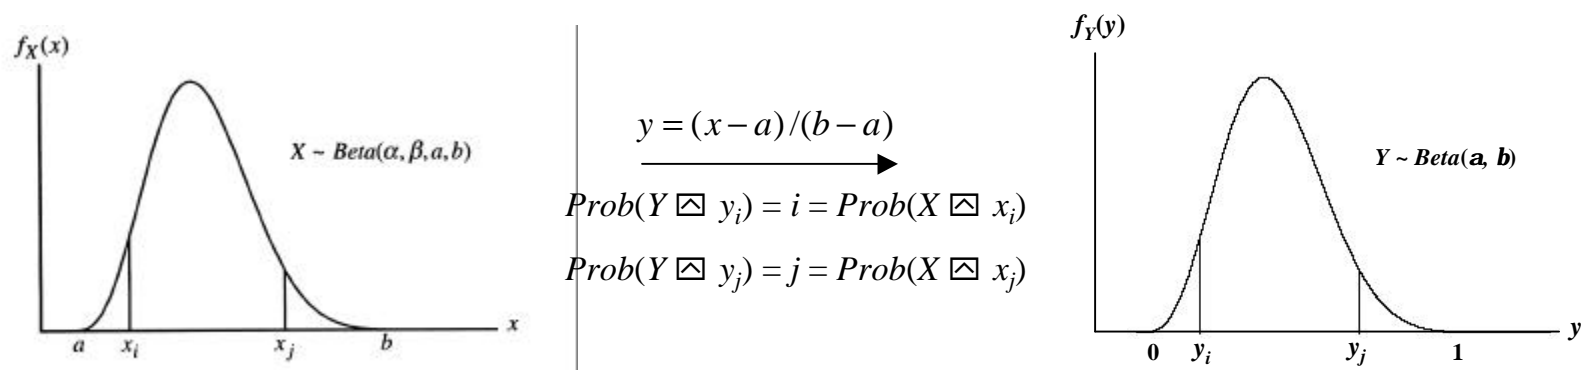 f_X(x)
X ~ Beta(α, β, a, b)
a x_i x_j b x
y = (x − a) /(b − a)
Prob(Y ⍓ y_i) = i = Prob(X ⍓ x_i)
Prob(Y ⍓ y_j) = j = Prob(X ⍓ x_j)
f_Y(y)
Y ~ Beta(a, b)
0 y_i y_j 1 y